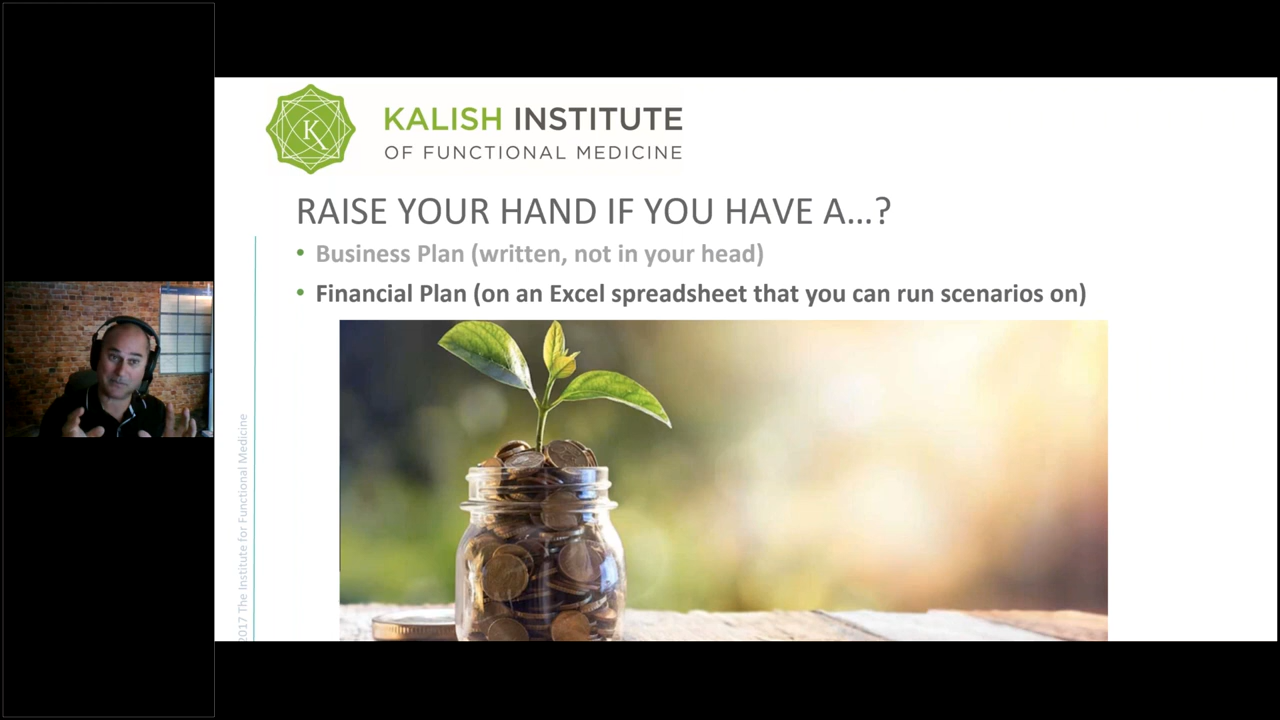 K
KALISH INSTITUTE
OF FUNCTIONAL MEDICINE
RAISE YOUR HAND IF YOU HAVE A...?
• Business Plan (written, not in your head)
• Financial Plan (on an Excel spreadsheet that you can run scenarios on)
2017 The Institute for Functional Medicine